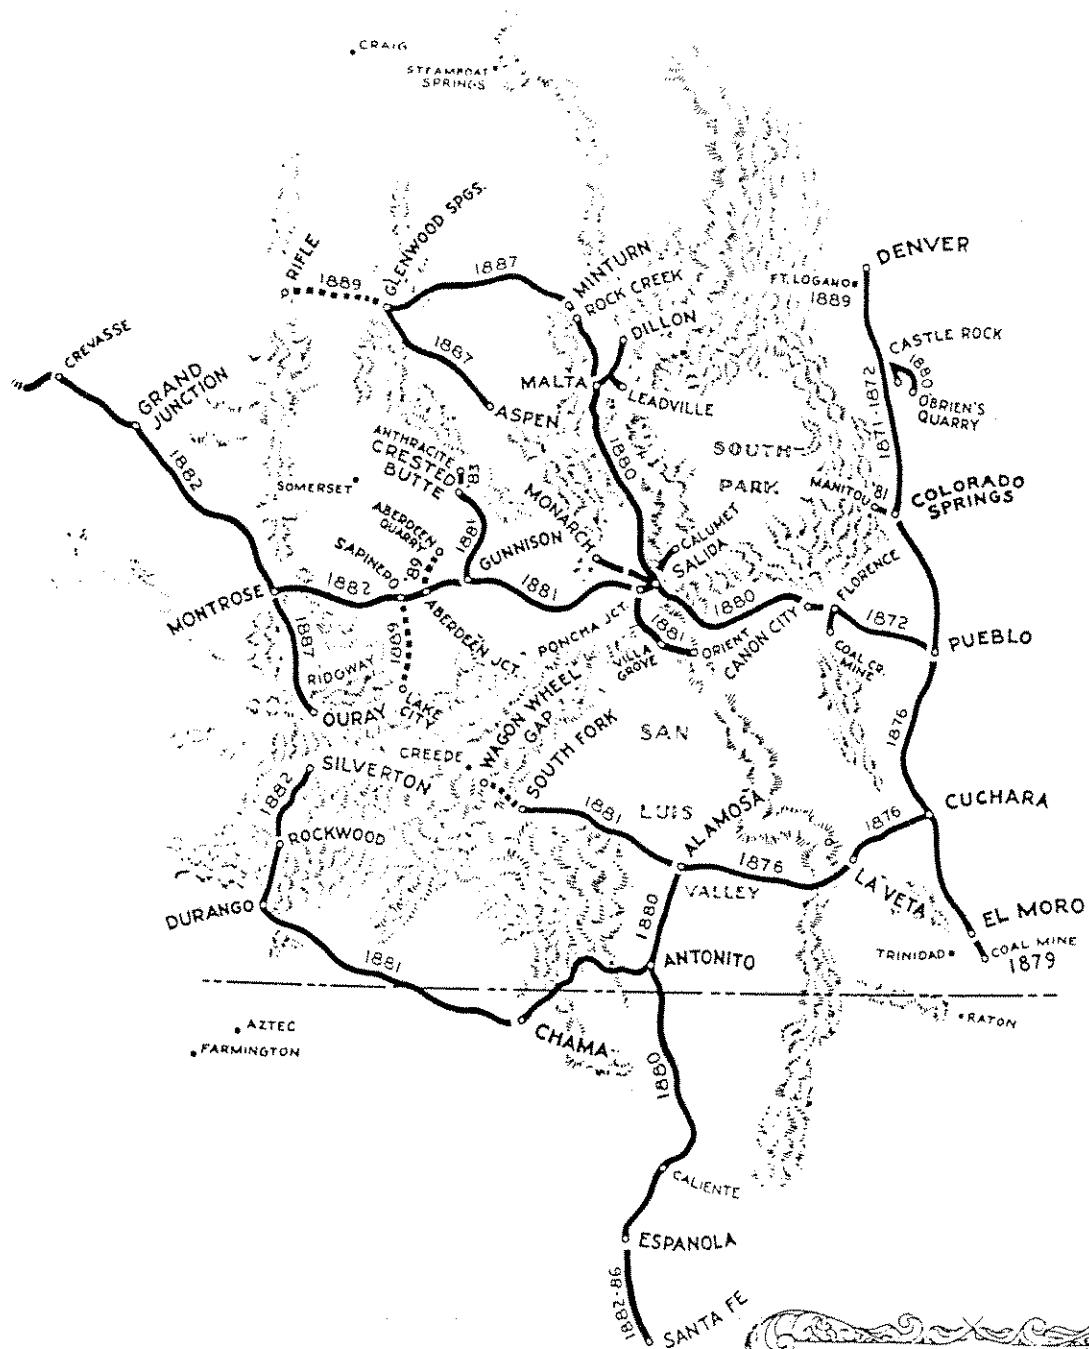 CRAIG
STEAMBOAT
SPRINGS
RIFLE
1889
GLENWOOD SPGS.
1887
MINTURN
ROCK CREEK
DILLON
DENVER
FT. LOGAN
1889
CREVASSE
GRAND
JUNCTION
1887
ASPEN
MALTA
LEADVILLE
CASTLE ROCK
1880
O'BRIEN'S
QUARRY
1871-1872
1882
ANTHRACITE
CRESTED
BUTTE
83
SOMERSET
1880
SOUTH
PARK
MANITOU
'81
COLORADO
SPRINGS
MONARCH
CALUMET
SALIDA
ABERDEEN
QUARRY
89
SAPINERO
1881
GUNNISON
FLORENCE
MONTROSE
1882
1881
1880
1872
PUEBLO
1887
1889
ABERDEEN JCT.
PONCHA JCT.
1881
VILLA
GROVE
ORIENT
CANON CITY
COAL CR.
MINE
RIDGWAY
LAKE
CITY
OURAY
WAGON WHEEL
GAP
SOUTH FORK
SAN
1876
CREEDE
SILVERTON
1882
1881
LUIS
ALAMOSA
1876
CUCHARA
ROCKWOOD
1876
VALLEY
LA VETA
DURANGO
1880
EL MORO
1881
ANTONITO
TRINIDAD
COAL MINE
1879
AZTEC
FARMINGTON
CHAMA
RATON
1880
CALIENTE
ESPANOLA
1882-86
SANTA FE